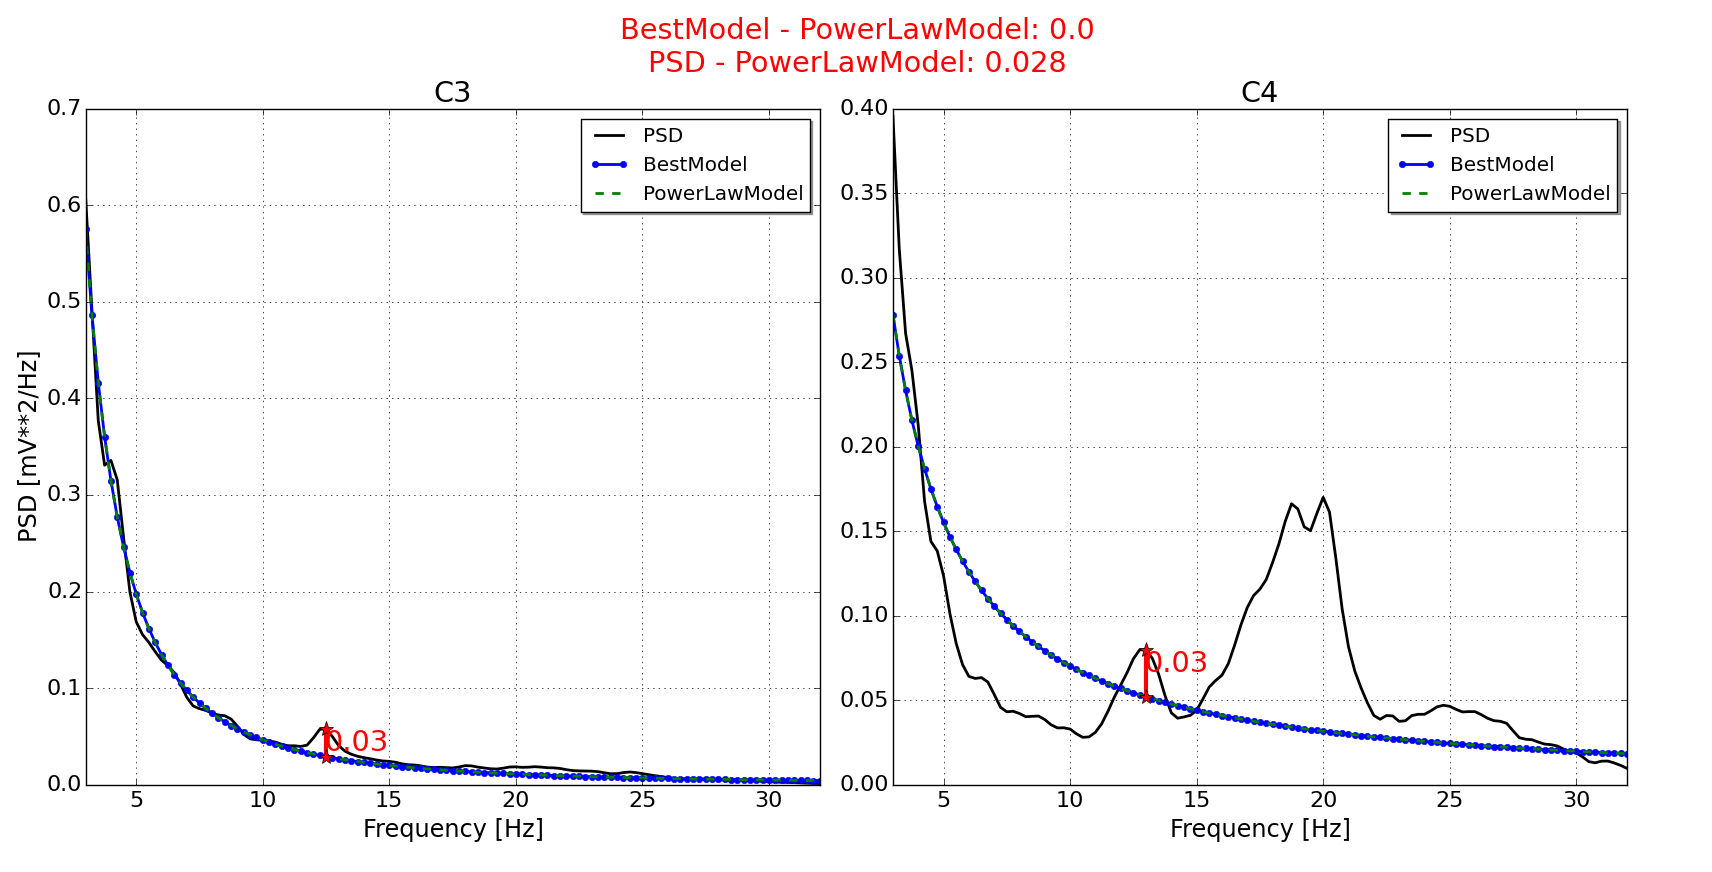 BestModel - PowerLawModel: 0.0
PSD - PowerLawModel: 0.028
C3
0.7
0.6
0.5
0.4
0.3
0.2
0.1
0.0
PSD [mV**2/Hz]
PSD
BestModel
PowerLawModel
0.03
5
10
15
20
25
30
Frequency [Hz]
C4
0.40
0.35
0.30
0.25
0.20
0.15
0.10
0.05
0.00
PSD
BestModel
PowerLawModel
0.03
5
10
15
20
25
30
Frequency [Hz]